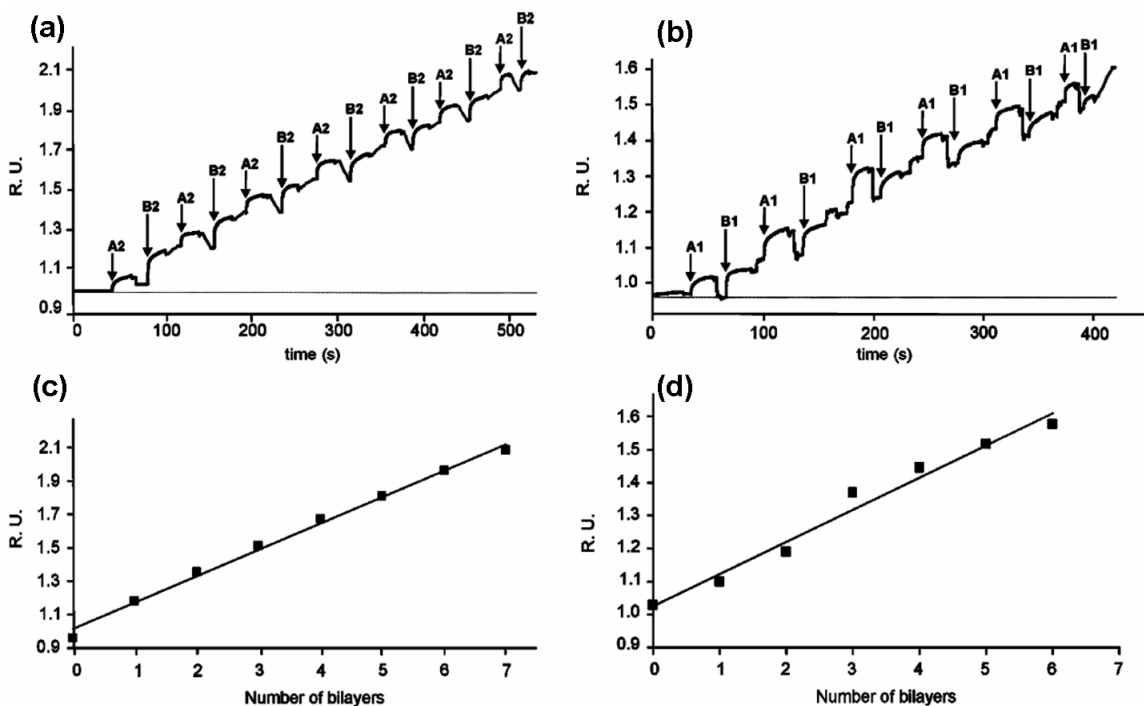 (a)
R. U.
2.1
1.9
1.7
1.5
1.3
1.1
0.9
A2
B2
A2
B2
A2
B2
A2
B2
A2
B2
A2
B2
A2
B2
0 100 200 300 400 500
time (s)
(b)
R. U.
1.6
1.5
1.4
1.3
1.2
1.1
1.0
A1
B1
A1
B1
A1
B1
A1
B1
A1
B1
A1
B1
0 100 200 300 400
time (s)
(c)
R. U.
2.1
1.9
1.7
1.5
1.3
1.1
0.9
0 1 2 3 4 5 6 7
Number of bilayers
(d)
R. U.
1.6
1.5
1.4
1.3
1.2
1.1
1.0
0.9
0 1 2 3 4 5 6 7
Number of bilayers